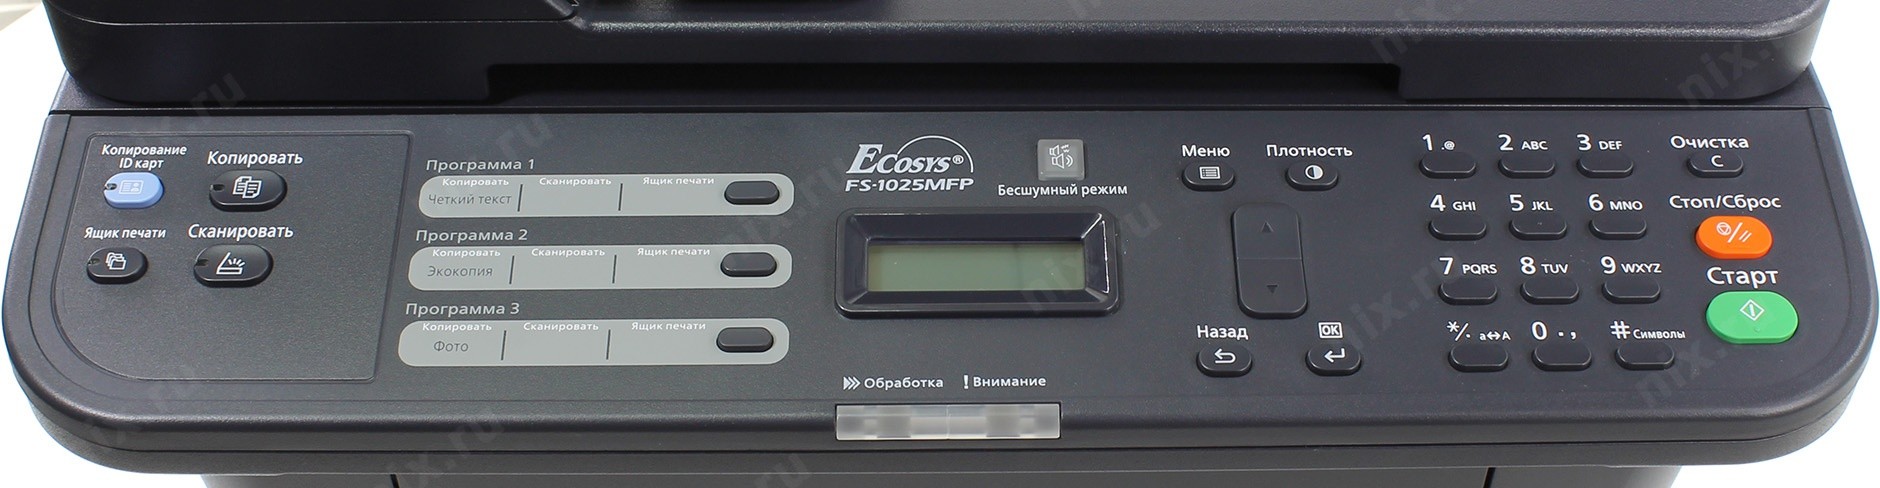 Копирование
ID карт
Копировать
Ящик печати
Сканировать
Программа 1
Копировать Сканировать Ящик печати
Четкий текст
Программа 2
Копировать Сканировать Ящик печати
Экокопия
Программа 3
Копировать Сканировать Ящик печати
Фото
ECOSYS®
FS-1025MFP
Бесшумный режим
Обработка ! Внимание
Меню
Плотность
Назад
OK
1 .@
2 ABC
3 DEF
4 GHI
5 JKL
6 MNO
7 PQRS
8 TUV
9 WXYZ
*/. a⇔A
0 . ,
# Символы
Очистка
C
Стоп/Сброс
Старт
nix.ru